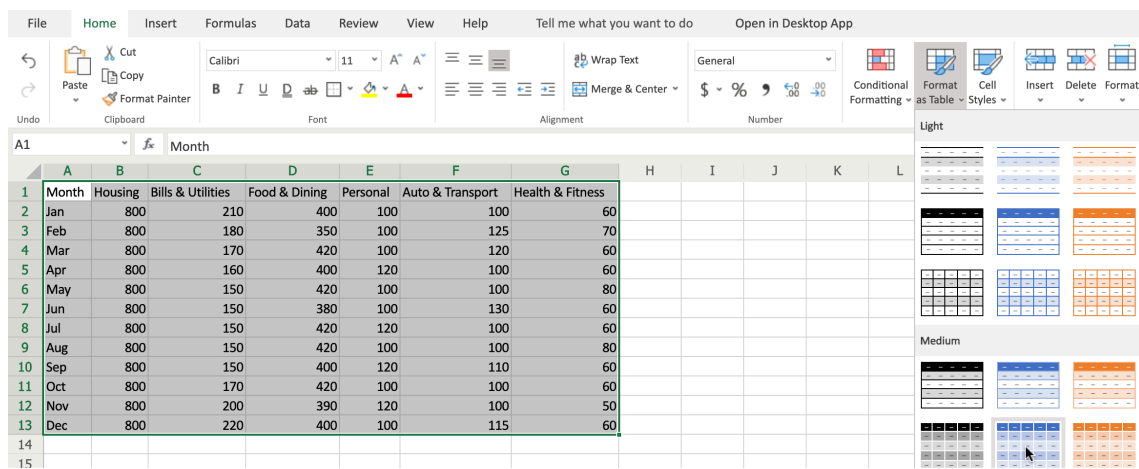 File Home Insert Formulas Data Review View Help Tell me what you want to do Open in Desktop App
Cut
Copy
Format Painter
Paste
Undo
Clipboard
Calibri 11
B I U D ab A
Font
Wrap Text
Merge & Center
Alignment
General
$ % 9 .00 .00
Number
Conditional Formatting
Format as Table
Cell Styles
Insert Delete Format
A1 fx Month
A B C D E F G H I J K L
1 Month Housing Bills & Utilities Food & Dining Personal Auto & Transport Health & Fitness
2 Jan 800 210 400 100 100 60
3 Feb 800 180 350 100 125 70
4 Mar 800 170 420 100 120 60
5 Apr 800 160 400 120 100 60
6 May 800 150 420 100 100 80
7 Jun 800 150 380 100 130 60
8 Jul 800 150 420 120 100 60
9 Aug 800 150 420 100 100 80
10 Sep 800 150 400 120 110 60
11 Oct 800 170 420 100 100 60
12 Nov 800 200 390 120 100 50
13 Dec 800 220 400 100 115 60
14
15
Light
Medium